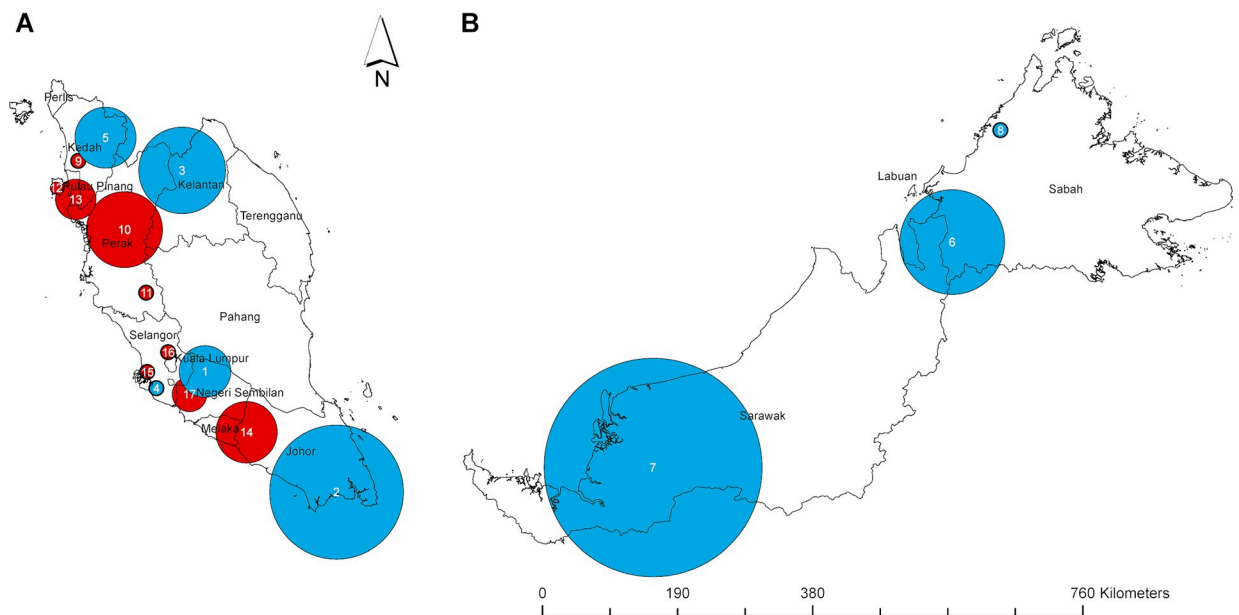 A
B
N
Perlis
5
Kedah
9
3
Kelantan
12
Pulau Pinang
13
Terengganu
10
Perak
11
Pahang
Selangor
16
Kuala Lumpur
15
1
4
17
Negeri Sembilan
Melaka
14
Johor
2
8
Labuan
Sabah
6
Sarawak
7
0
190
380
760 Kilometers